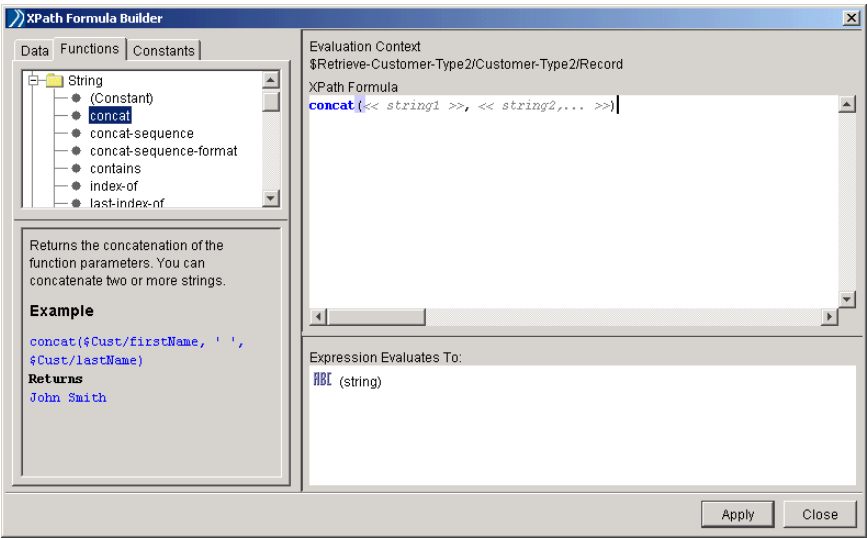 XPath Formula Builder
Data Functions Constants
String
(Constant)
concat
concat-sequence
concat-sequence-format
contains
index-of
last-index-of
Returns the concatenation of the
function parameters. You can
concatenate two or more strings.
Example
concat($Cust/firstName, ' ',
$Cust/lastName)
Returns
John Smith
Evaluation Context
$Retrieve-Customer-Type2/Customer-Type2/Record
XPath Formula
concat(<< string1 >>, << string2,... >>)
Expression Evaluates To:
ABC (string)
Apply Close